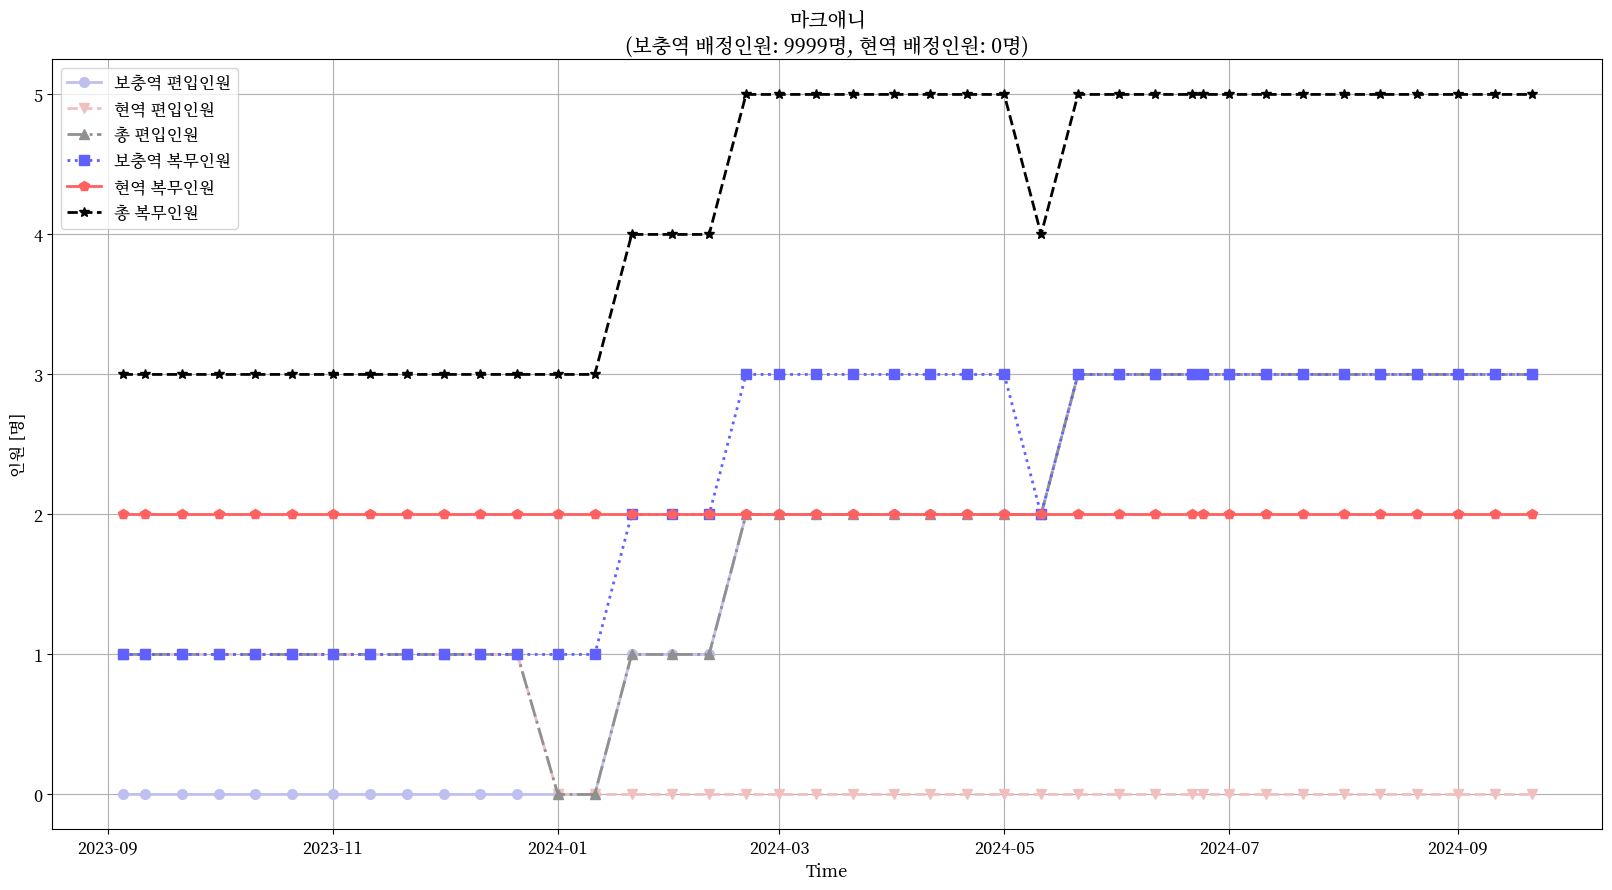 마크애니
(보충역 배정인원: 9999명, 현역 배정인원: 0명)
보충역 편입인원
현역 편입인원
총 편입인원
보충역 복무인원
현역 복무인원
총 복무인원
인원 [명]
5
4
3
2
1
0
2023-09
2023-11
2024-01
2024-03
2024-05
2024-07
2024-09
Time